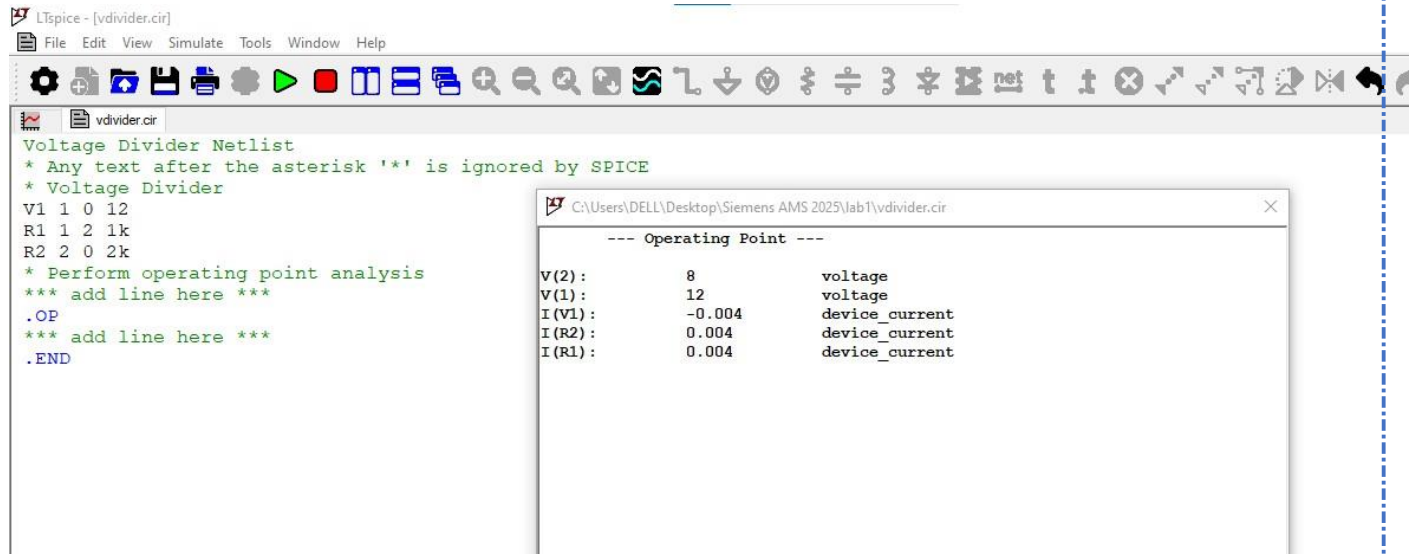 LTspice - [vdivider.cir]
File Edit View Simulate Tools Window Help
net t t
vdivider.cir
Voltage Divider Netlist
* Any text after the asterisk '*' is ignored by SPICE
* Voltage Divider
V1 1 0 12
R1 1 2 1k
R2 2 0 2k
* Perform operating point analysis
*** add line here ***
.OP
*** add line here ***
.END
C:\Users\DELL\Desktop\Siemens AMS 2025\lab1\vdivider.cir
--- Operating Point ---
V(2): 8 voltage
V(1): 12 voltage
I(V1): -0.004 device_current
I(R2): 0.004 device_current
I(R1): 0.004 device_current